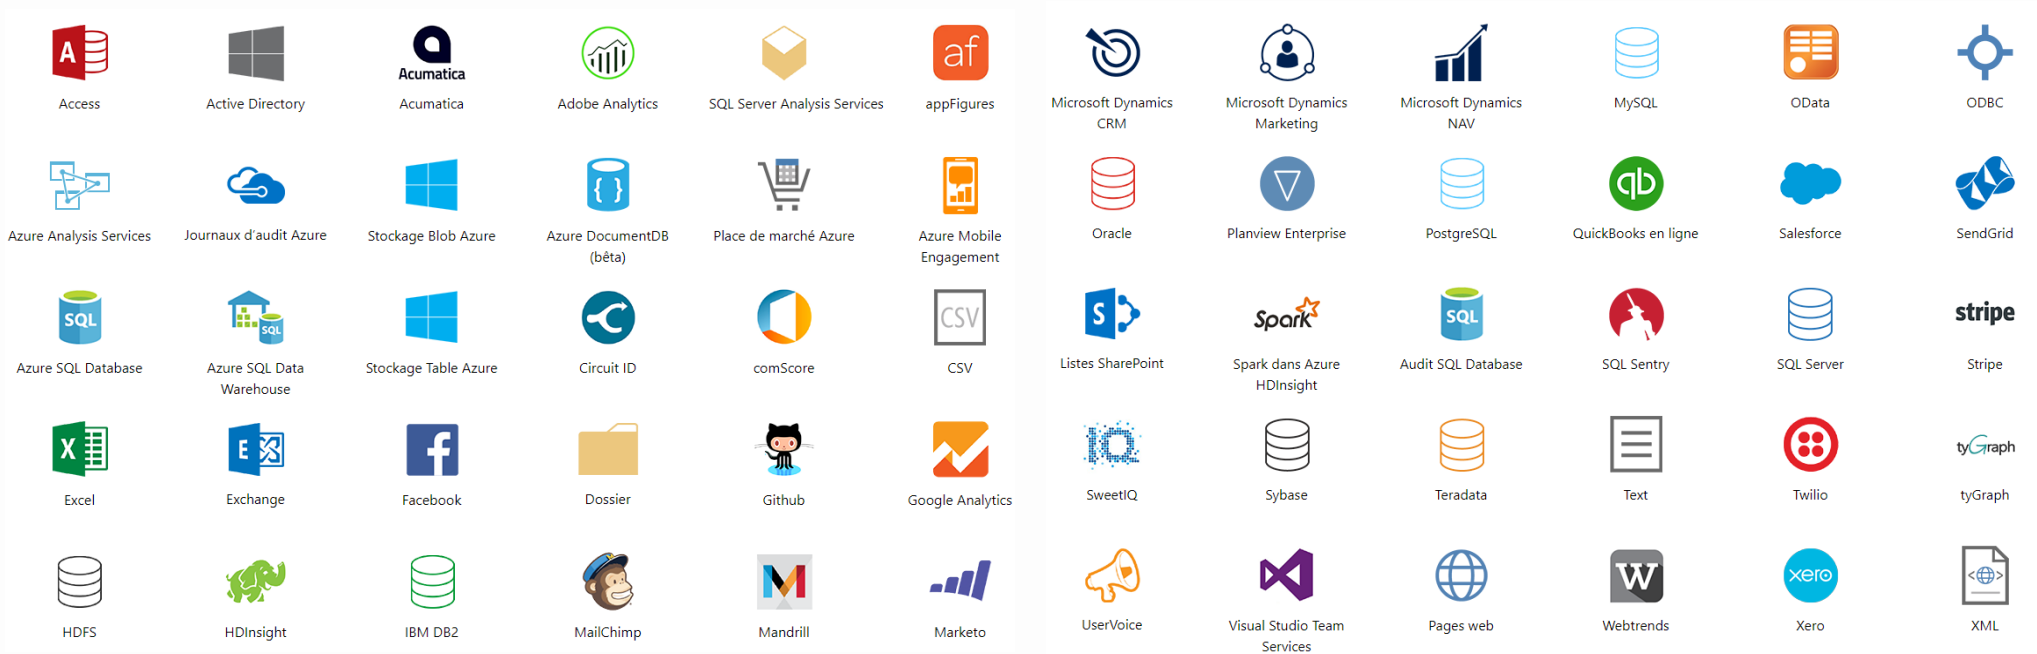 A
Acumatica
af
Access
Active Directory
Acumatica
Adobe Analytics
SQL Server Analysis Services
appFigures
Microsoft Dynamics
CRM
Microsoft Dynamics
Marketing
Microsoft Dynamics
NAV
MySQL
OData
ODBC
{ }
qb
Azure Analysis Services
Journaux d'audit Azure
Stockage Blob Azure
Azure DocumentDB
(bêta)
Place de marché Azure
Azure Mobile
Engagement
Oracle
Planview Enterprise
PostgreSQL
QuickBooks en ligne
Salesforce
SendGrid
SQL
SQL
CSV
S
Spark
SQL
stripe
Azure SQL Database
Azure SQL Data
Warehouse
Stockage Table Azure
Circuit ID
comScore
CSV
Listes SharePoint
Spark dans Azure
HDInsight
Audit SQL Database
SQL Sentry
SQL Server
Stripe
X
E
f
IQ
tyGraph
Excel
Exchange
Facebook
Dossier
Github
Google Analytics
SweetIQ
Sybase
Teradata
Text
Twilio
tyGraph
M
W
xero
<>
HDFS
HDInsight
IBM DB2
MailChimp
Mandrill
Marketo
UserVoice
Visual Studio Team
Services
Pages web
Webtrends
Xero
XML